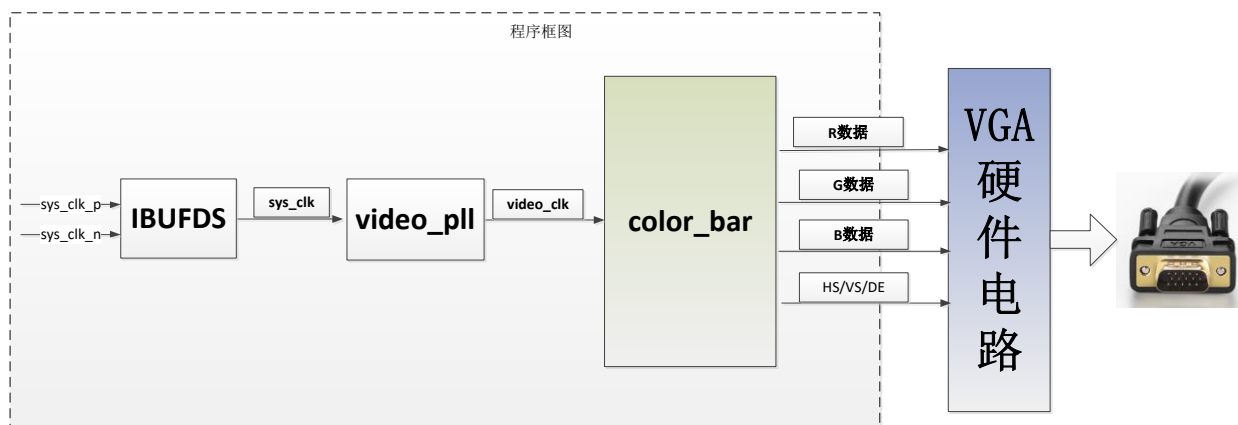 程序框图
sys_clk_p
sys_clk_n
IBUFDS
sys_clk
video_pll
video_clk
color_bar
R数据
G数据
B数据
HS/VS/DE
VGA
硬
件
电
路
VGA